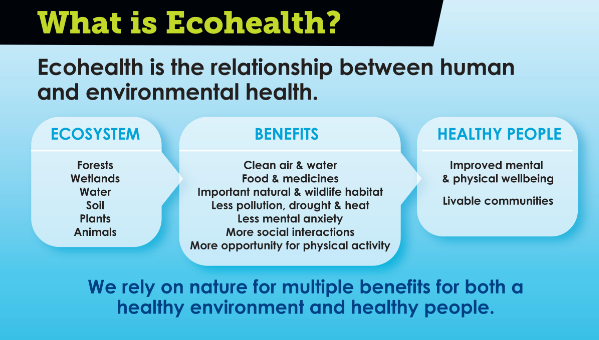 What is Ecohealth?
Ecohealth is the relationship between human
and environmental health.
ECOSYSTEM
Forests
Wetlands
Water
Soil
Plants
Animals
BENEFITS
Clean air & water
Food & medicines
Important natural & wildlife habitat
Less pollution, drought & heat
Less mental anxiety
More social interactions
More opportunity for physical activity
HEALTHY PEOPLE
Improved mental
& physical wellbeing
Livable communities
We rely on nature for multiple benefits for both a
healthy environment and healthy people.